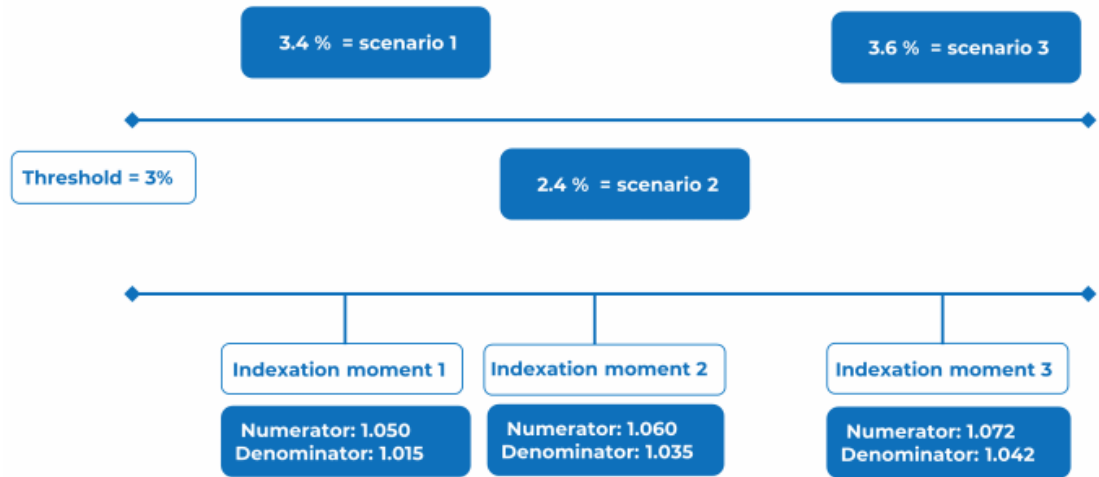 3.4 % = scenario 1
3.6 % = scenario 3
Threshold = 3%
2.4 % = scenario 2
Indexation moment 1
Indexation moment 2
Indexation moment 3
Numerator: 1.050
Denominator: 1.015
Numerator: 1.060
Denominator: 1.035
Numerator: 1.072
Denominator: 1.042